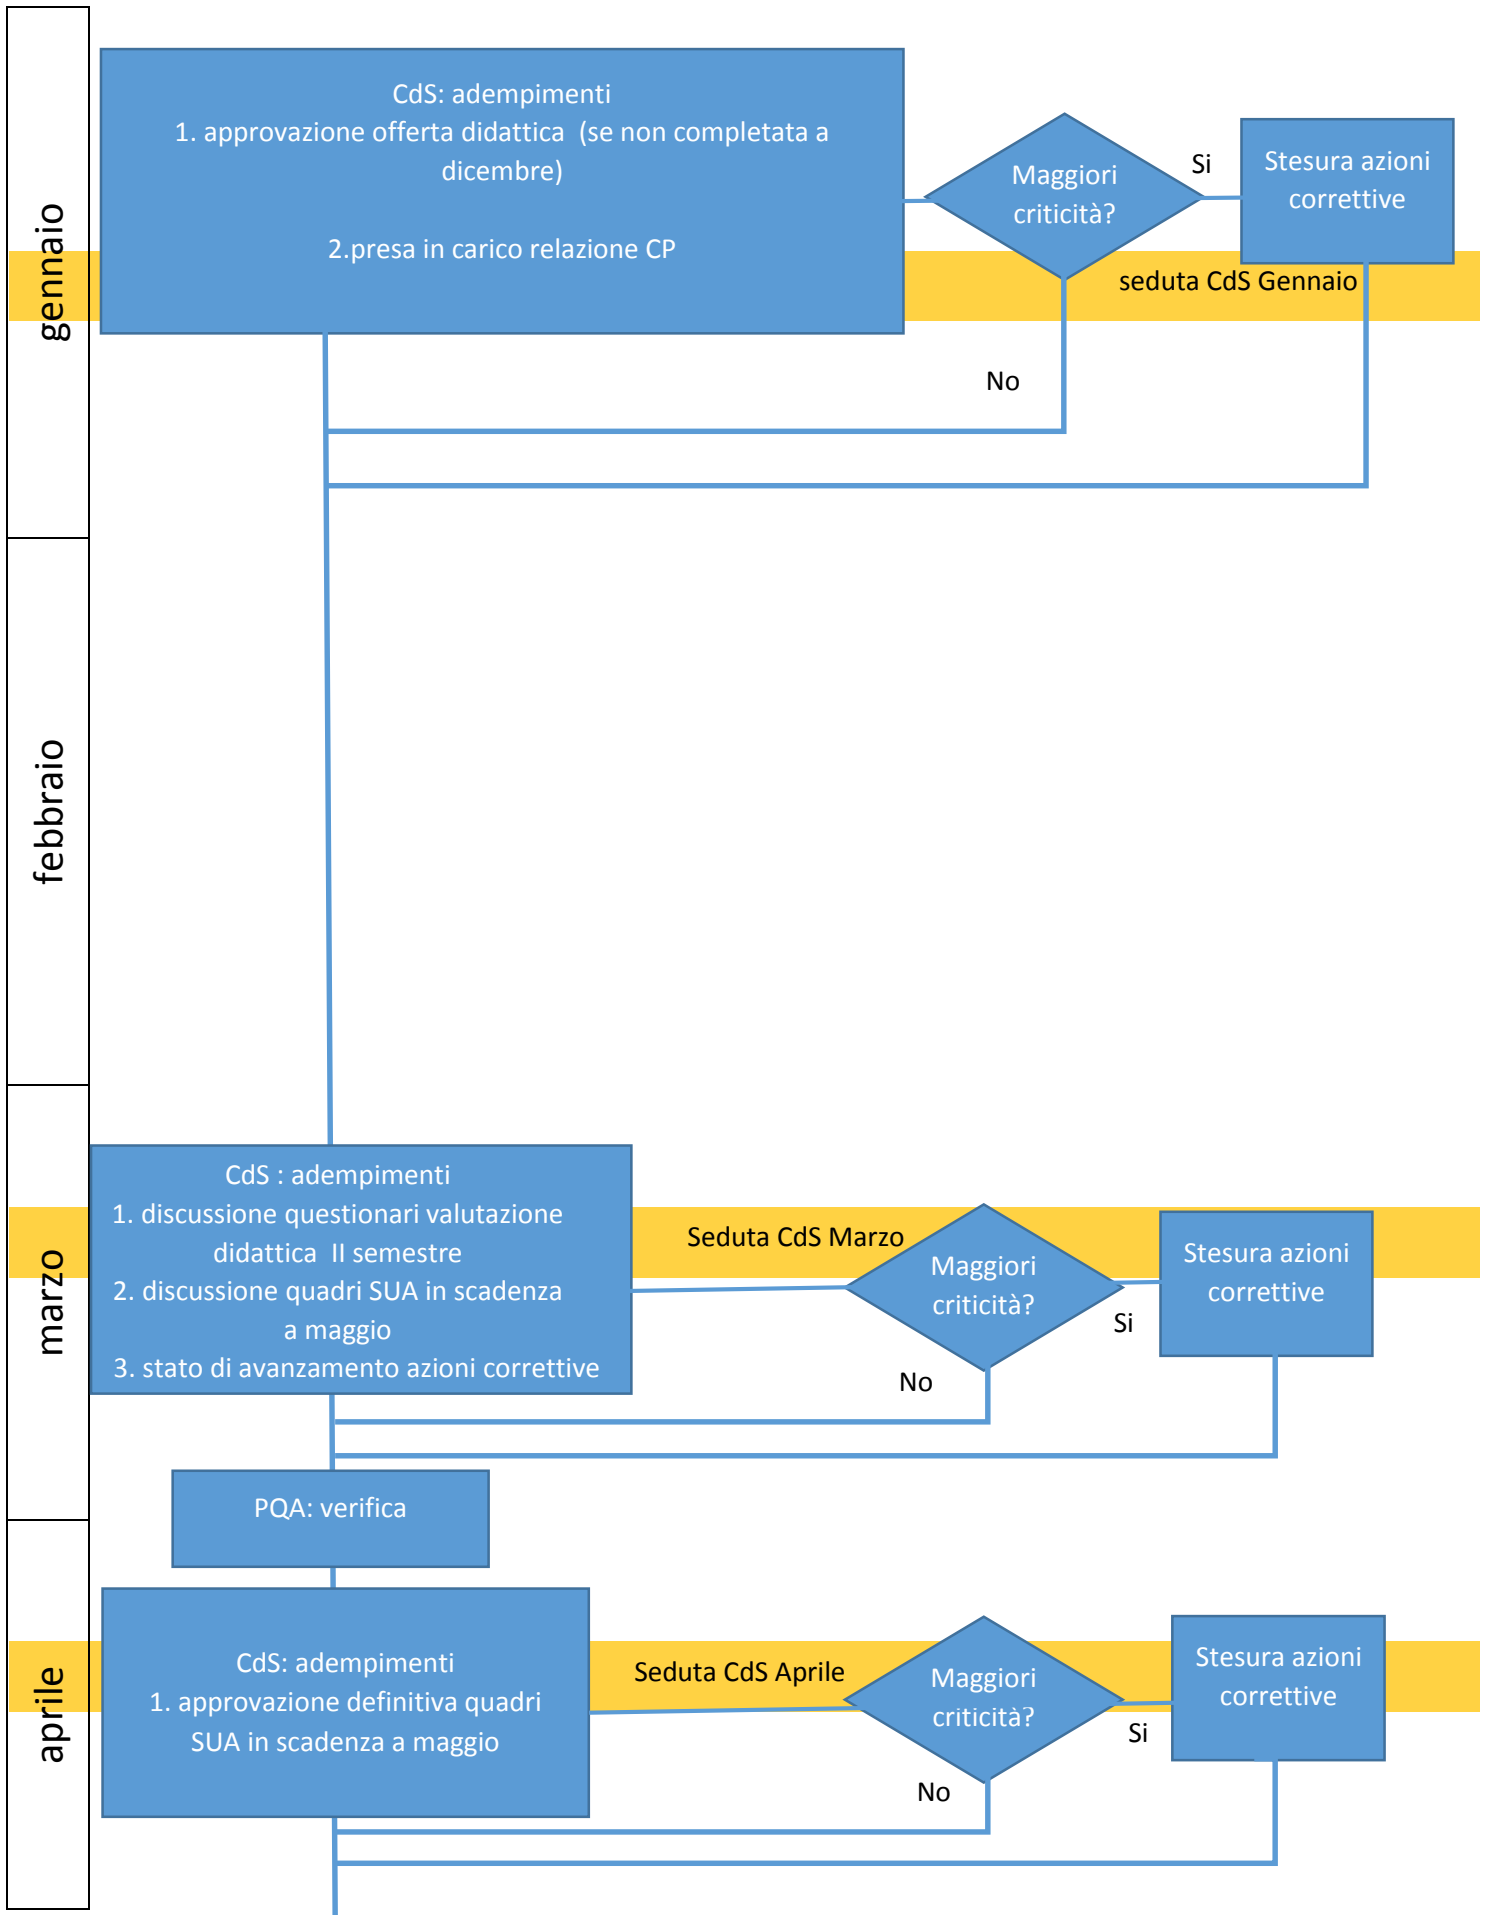 gennaio
CdS: adempimenti
1. approvazione offerta didattica (se non completata a
dicembre)
2.presa in carico relazione CP
Maggiori
criticità?
Si
Stesura azioni
correttive
seduta CdS Gennaio
No
febbraio
marzo
CdS : adempimenti
1. discussione questionari valutazione
didattica II semestre
2. discussione quadri SUA in scadenza
a maggio
3. stato di avanzamento azioni correttive
Seduta CdS Marzo
Maggiori
criticità?
Si
Stesura azioni
correttive
No
PQA: verifica
aprile
CdS: adempimenti
1. approvazione definitiva quadri
SUA in scadenza a maggio
Seduta CdS Aprile
Maggiori
criticità?
Si
Stesura azioni
correttive
No